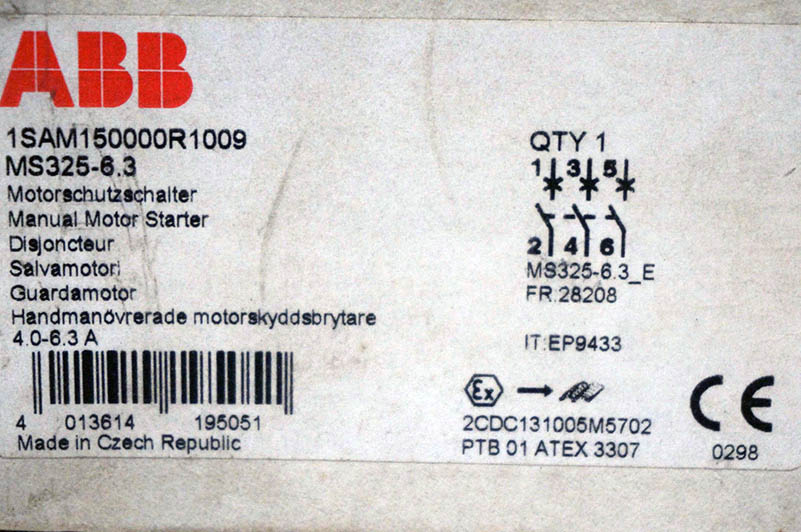 ABB
1SAM150000R1009
MS325-6.3
Motorschutzschalter
Manual Motor Starter
Disjoncteur
Salvamotori
Guardamotor
Handmanövrerade motorskyddsbrytare
4.0-6.3 A
4 013614 195051
Made in Czech Republic
QTY 1
1 3 5
2 4 6
MS325-6.3_E
FR:28208
IT:EP9433
Ex
2CDC131005M5702
PTB 01 ATEX 3307
CE
0298